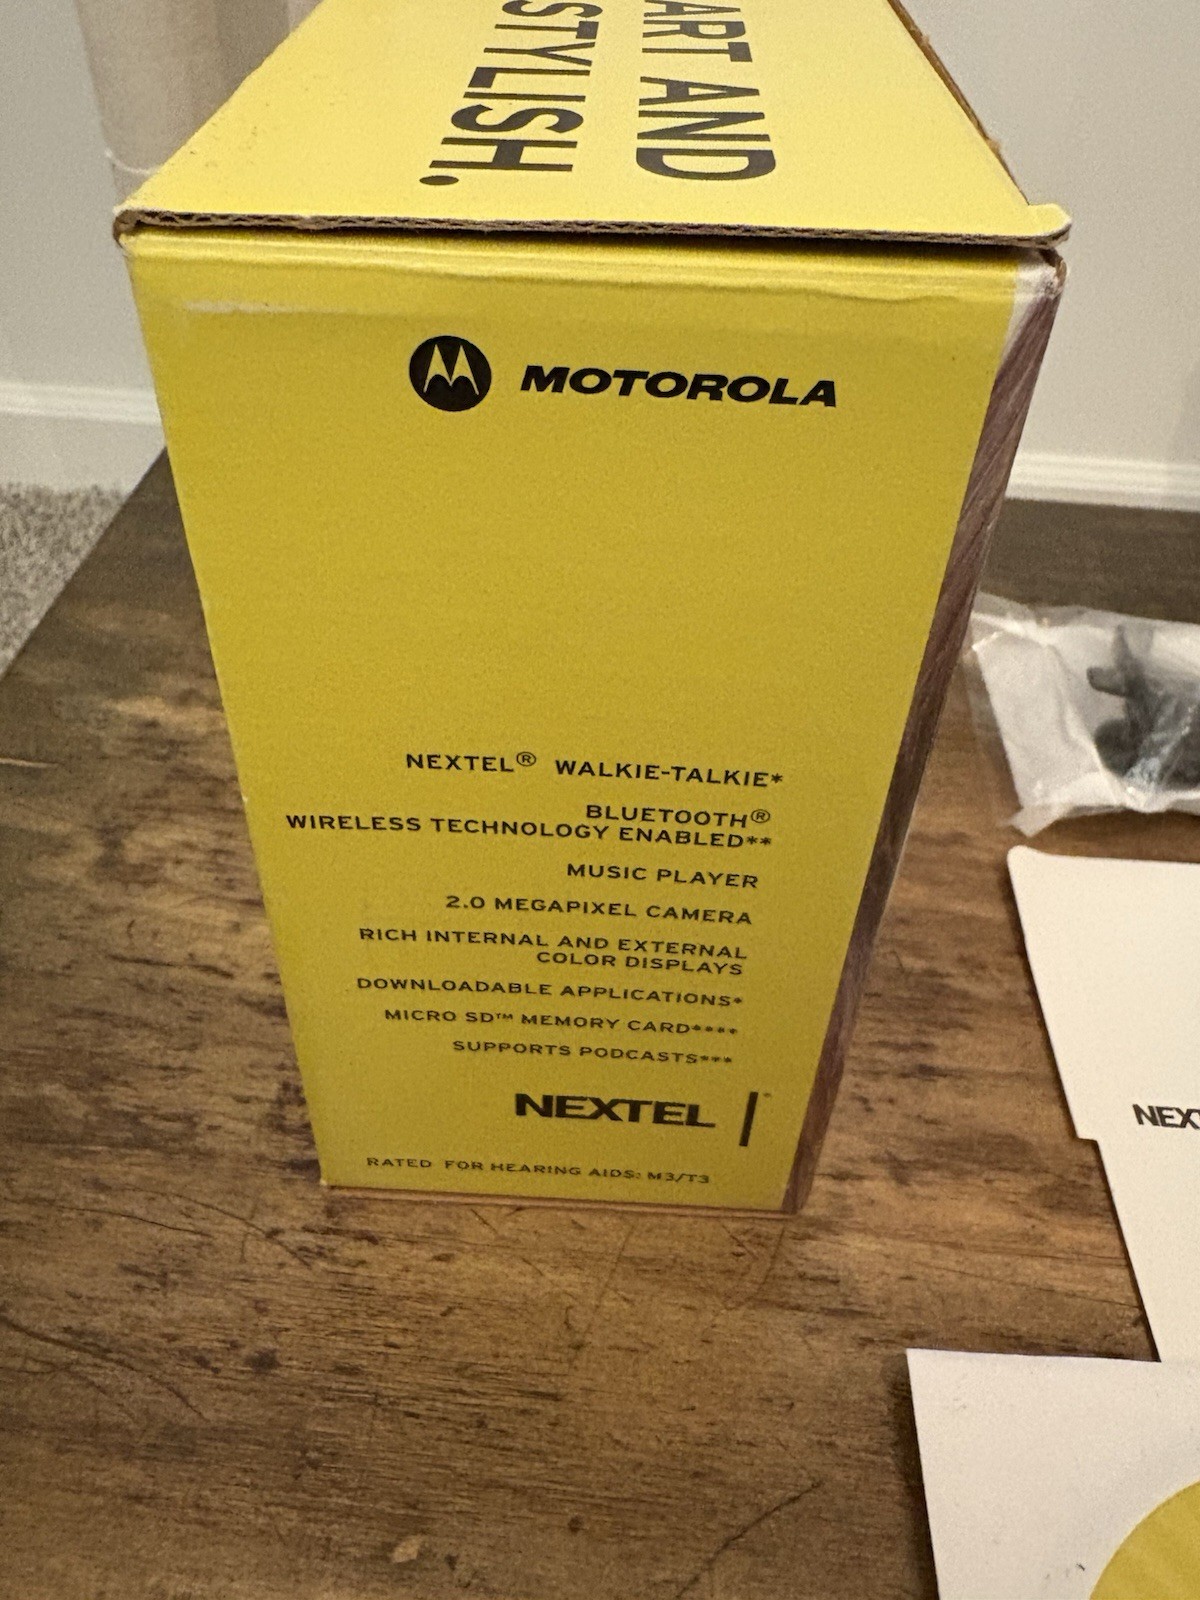 ART AND
STYLISH.
MOTOROLA
NEXTEL® WALKIE-TALKIE*
BLUETOOTH®
WIRELESS TECHNOLOGY ENABLED**
MUSIC PLAYER
2.0 MEGAPIXEL CAMERA
RICH INTERNAL AND EXTERNAL
COLOR DISPLAYS
DOWNLOADABLE APPLICATIONS*
MICRO SD™ MEMORY CARD****
SUPPORTS PODCASTS***
NEXTEL
RATED FOR HEARING AIDS: M3/T3
NEX